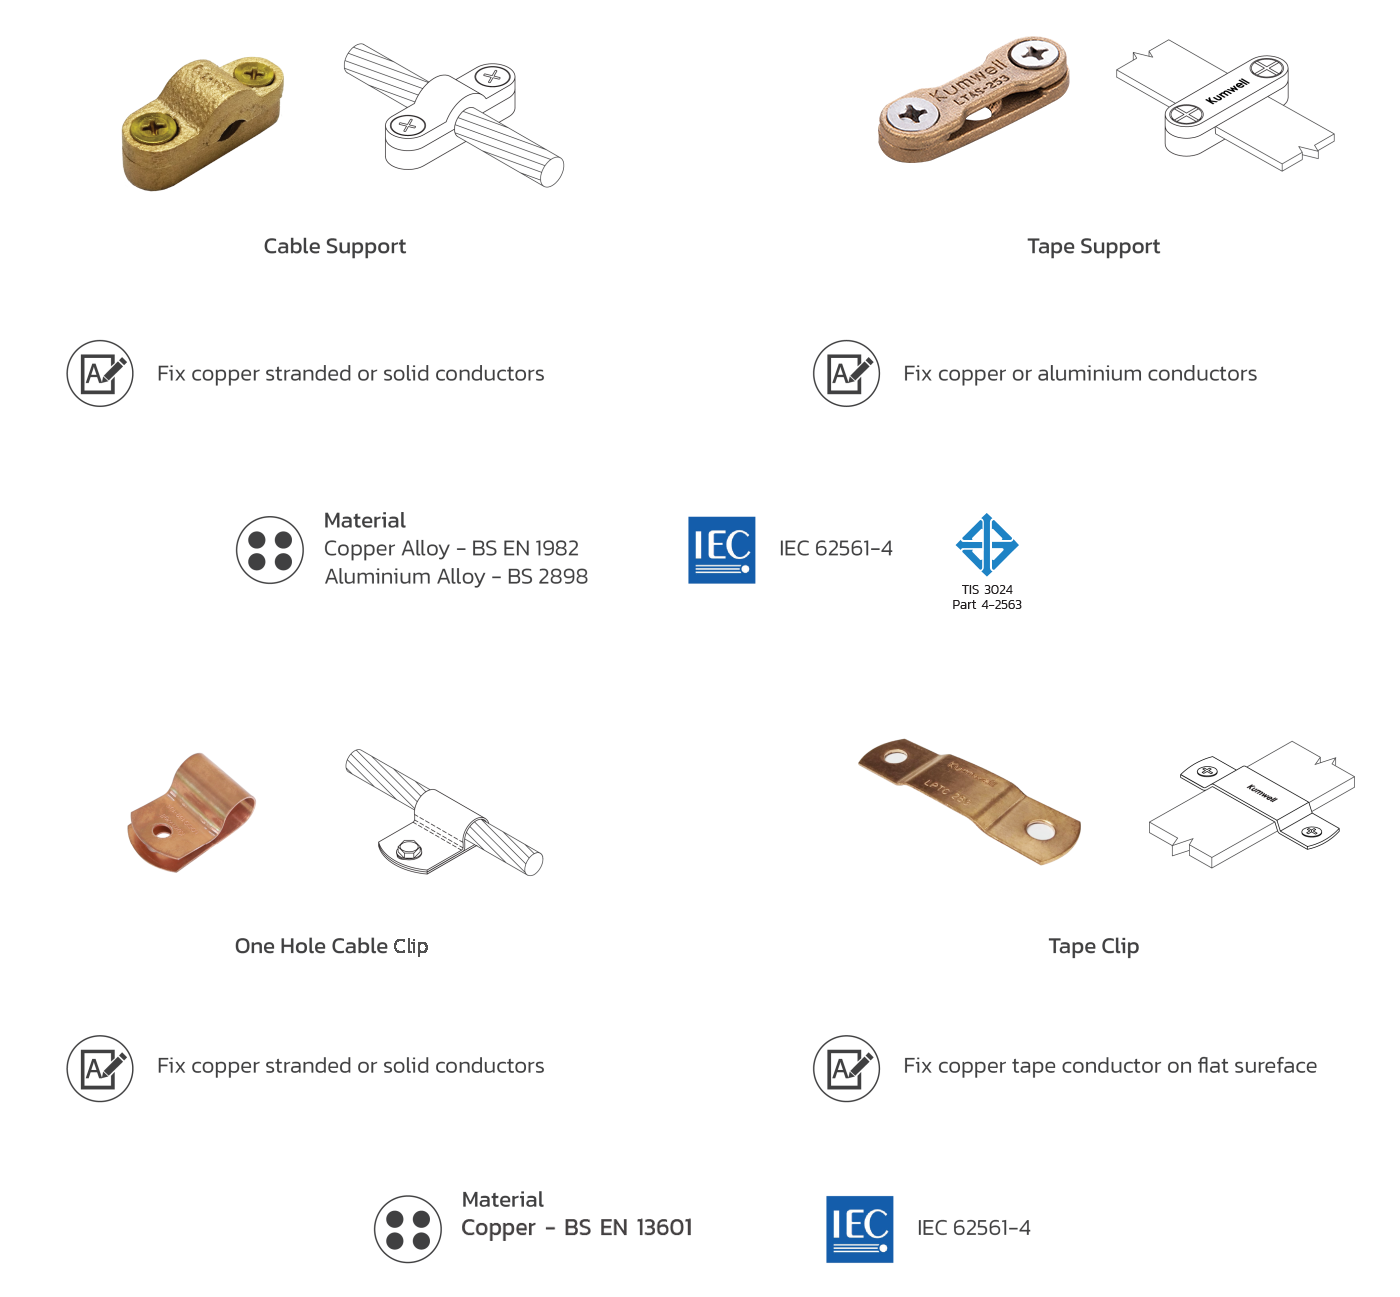 Kumwell
LTAS-253
Kumwell
Cable Support
Tape Support
A
Fix copper stranded or solid conductors
A
Fix copper or aluminium conductors
Material
Copper Alloy - BS EN 1982
Aluminium Alloy - BS 2898
IEC
IEC 62561-4
TIS 3024
Part 4-2563
Kumwell
LPTC
Kumwell
One Hole Cable Clip
Tape Clip
A
Fix copper stranded or solid conductors
A
Fix copper tape conductor on flat sureface
Material
Copper - BS EN 13601
IEC
IEC 62561-4